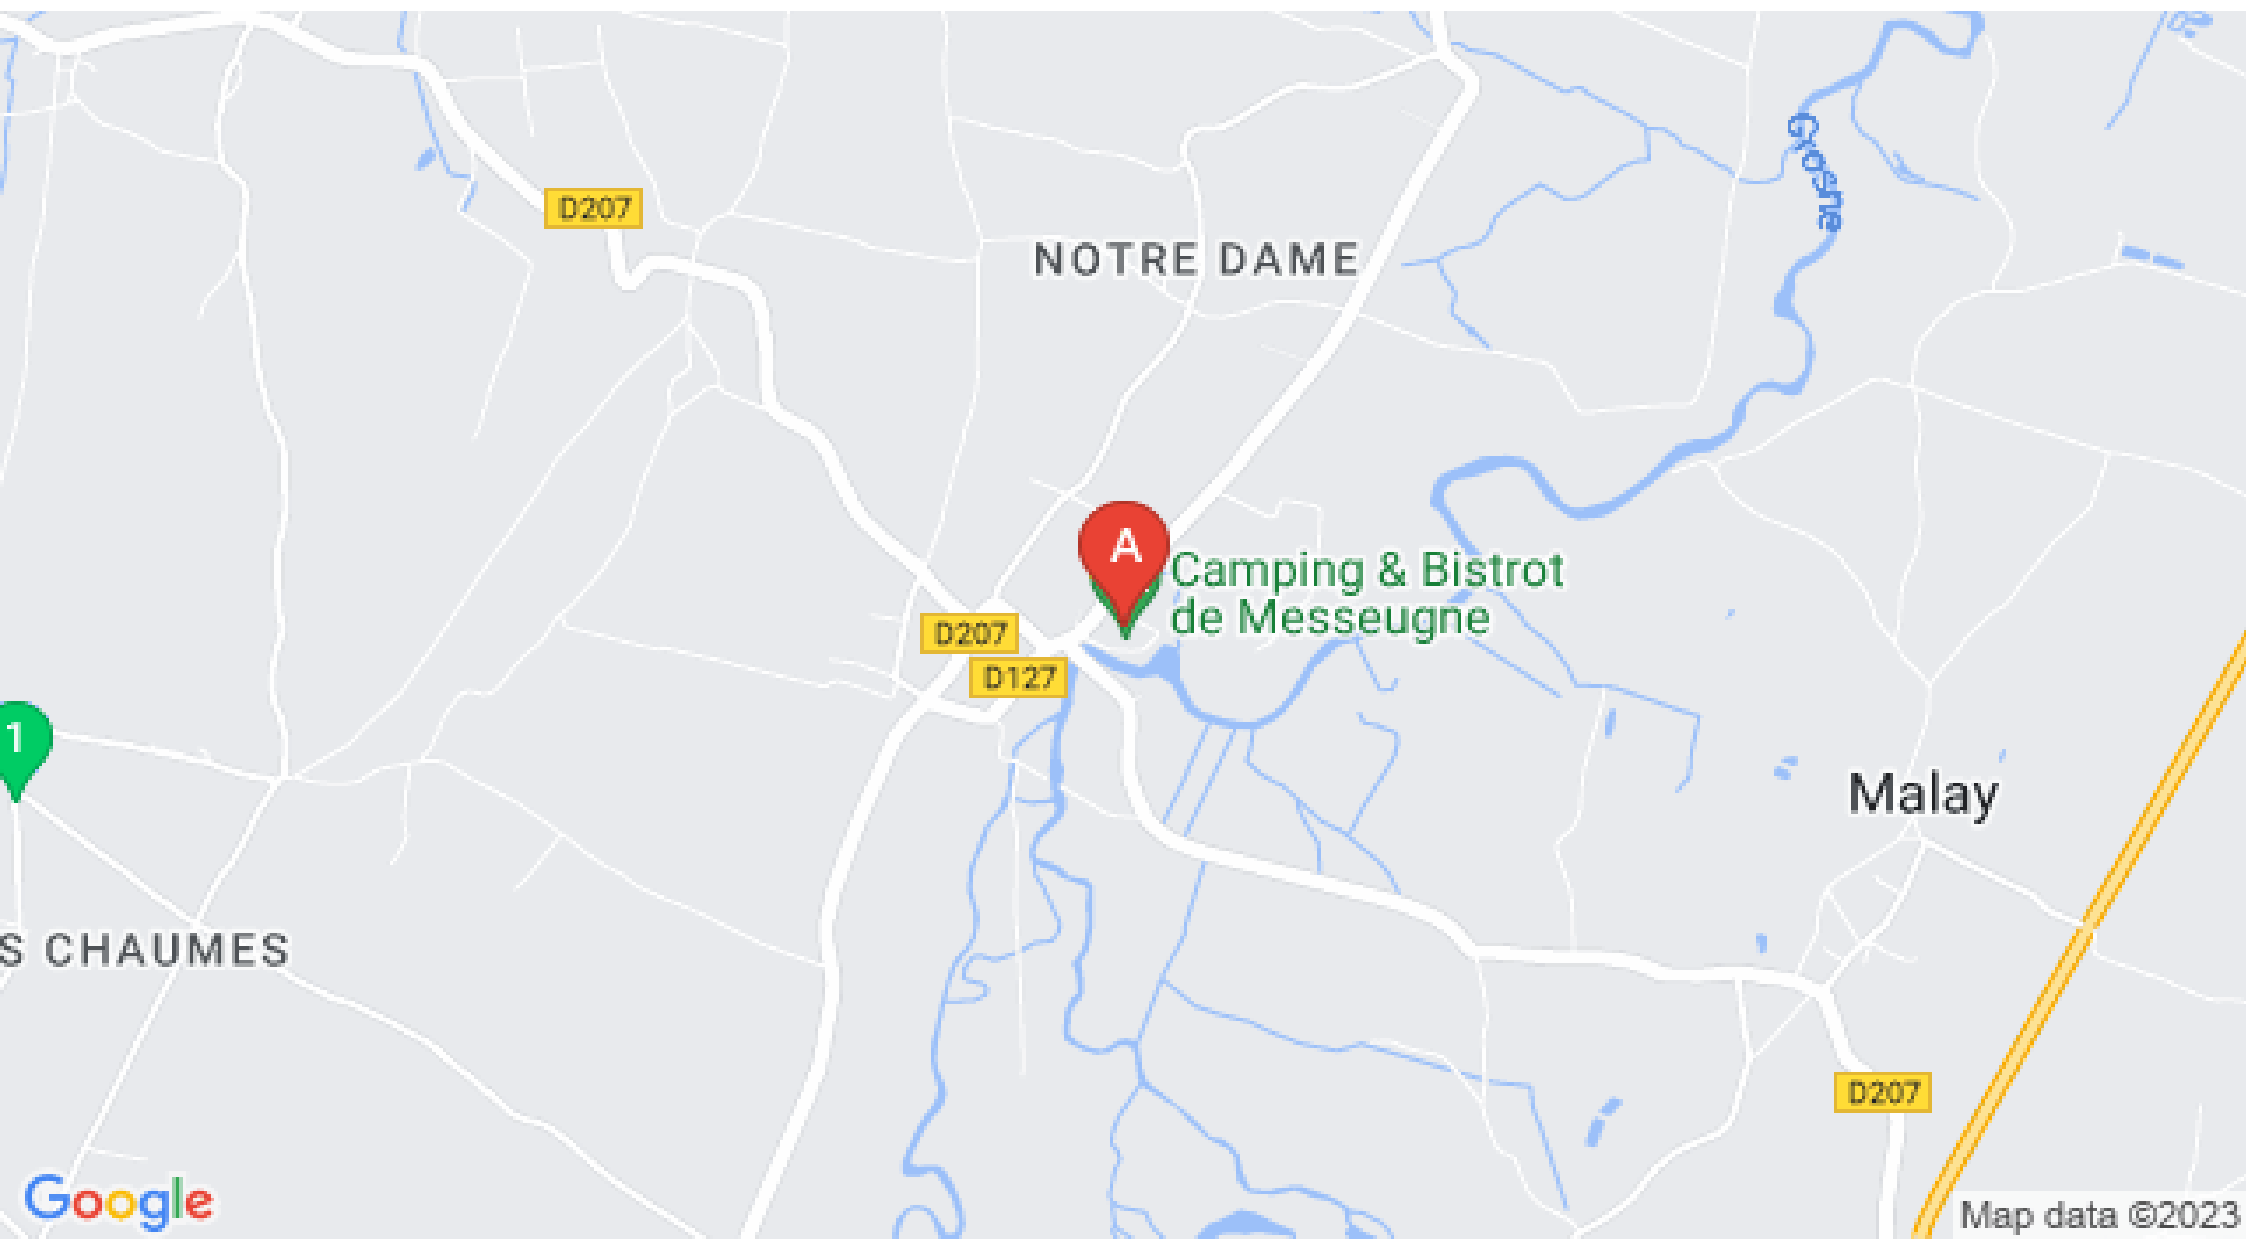 D207
Grosne
NOTRE DAME
A
Camping & Bistrot
de Messeugne
D207
D127
1
Malay
S CHAUMES
D207
Google
Map data ©2023